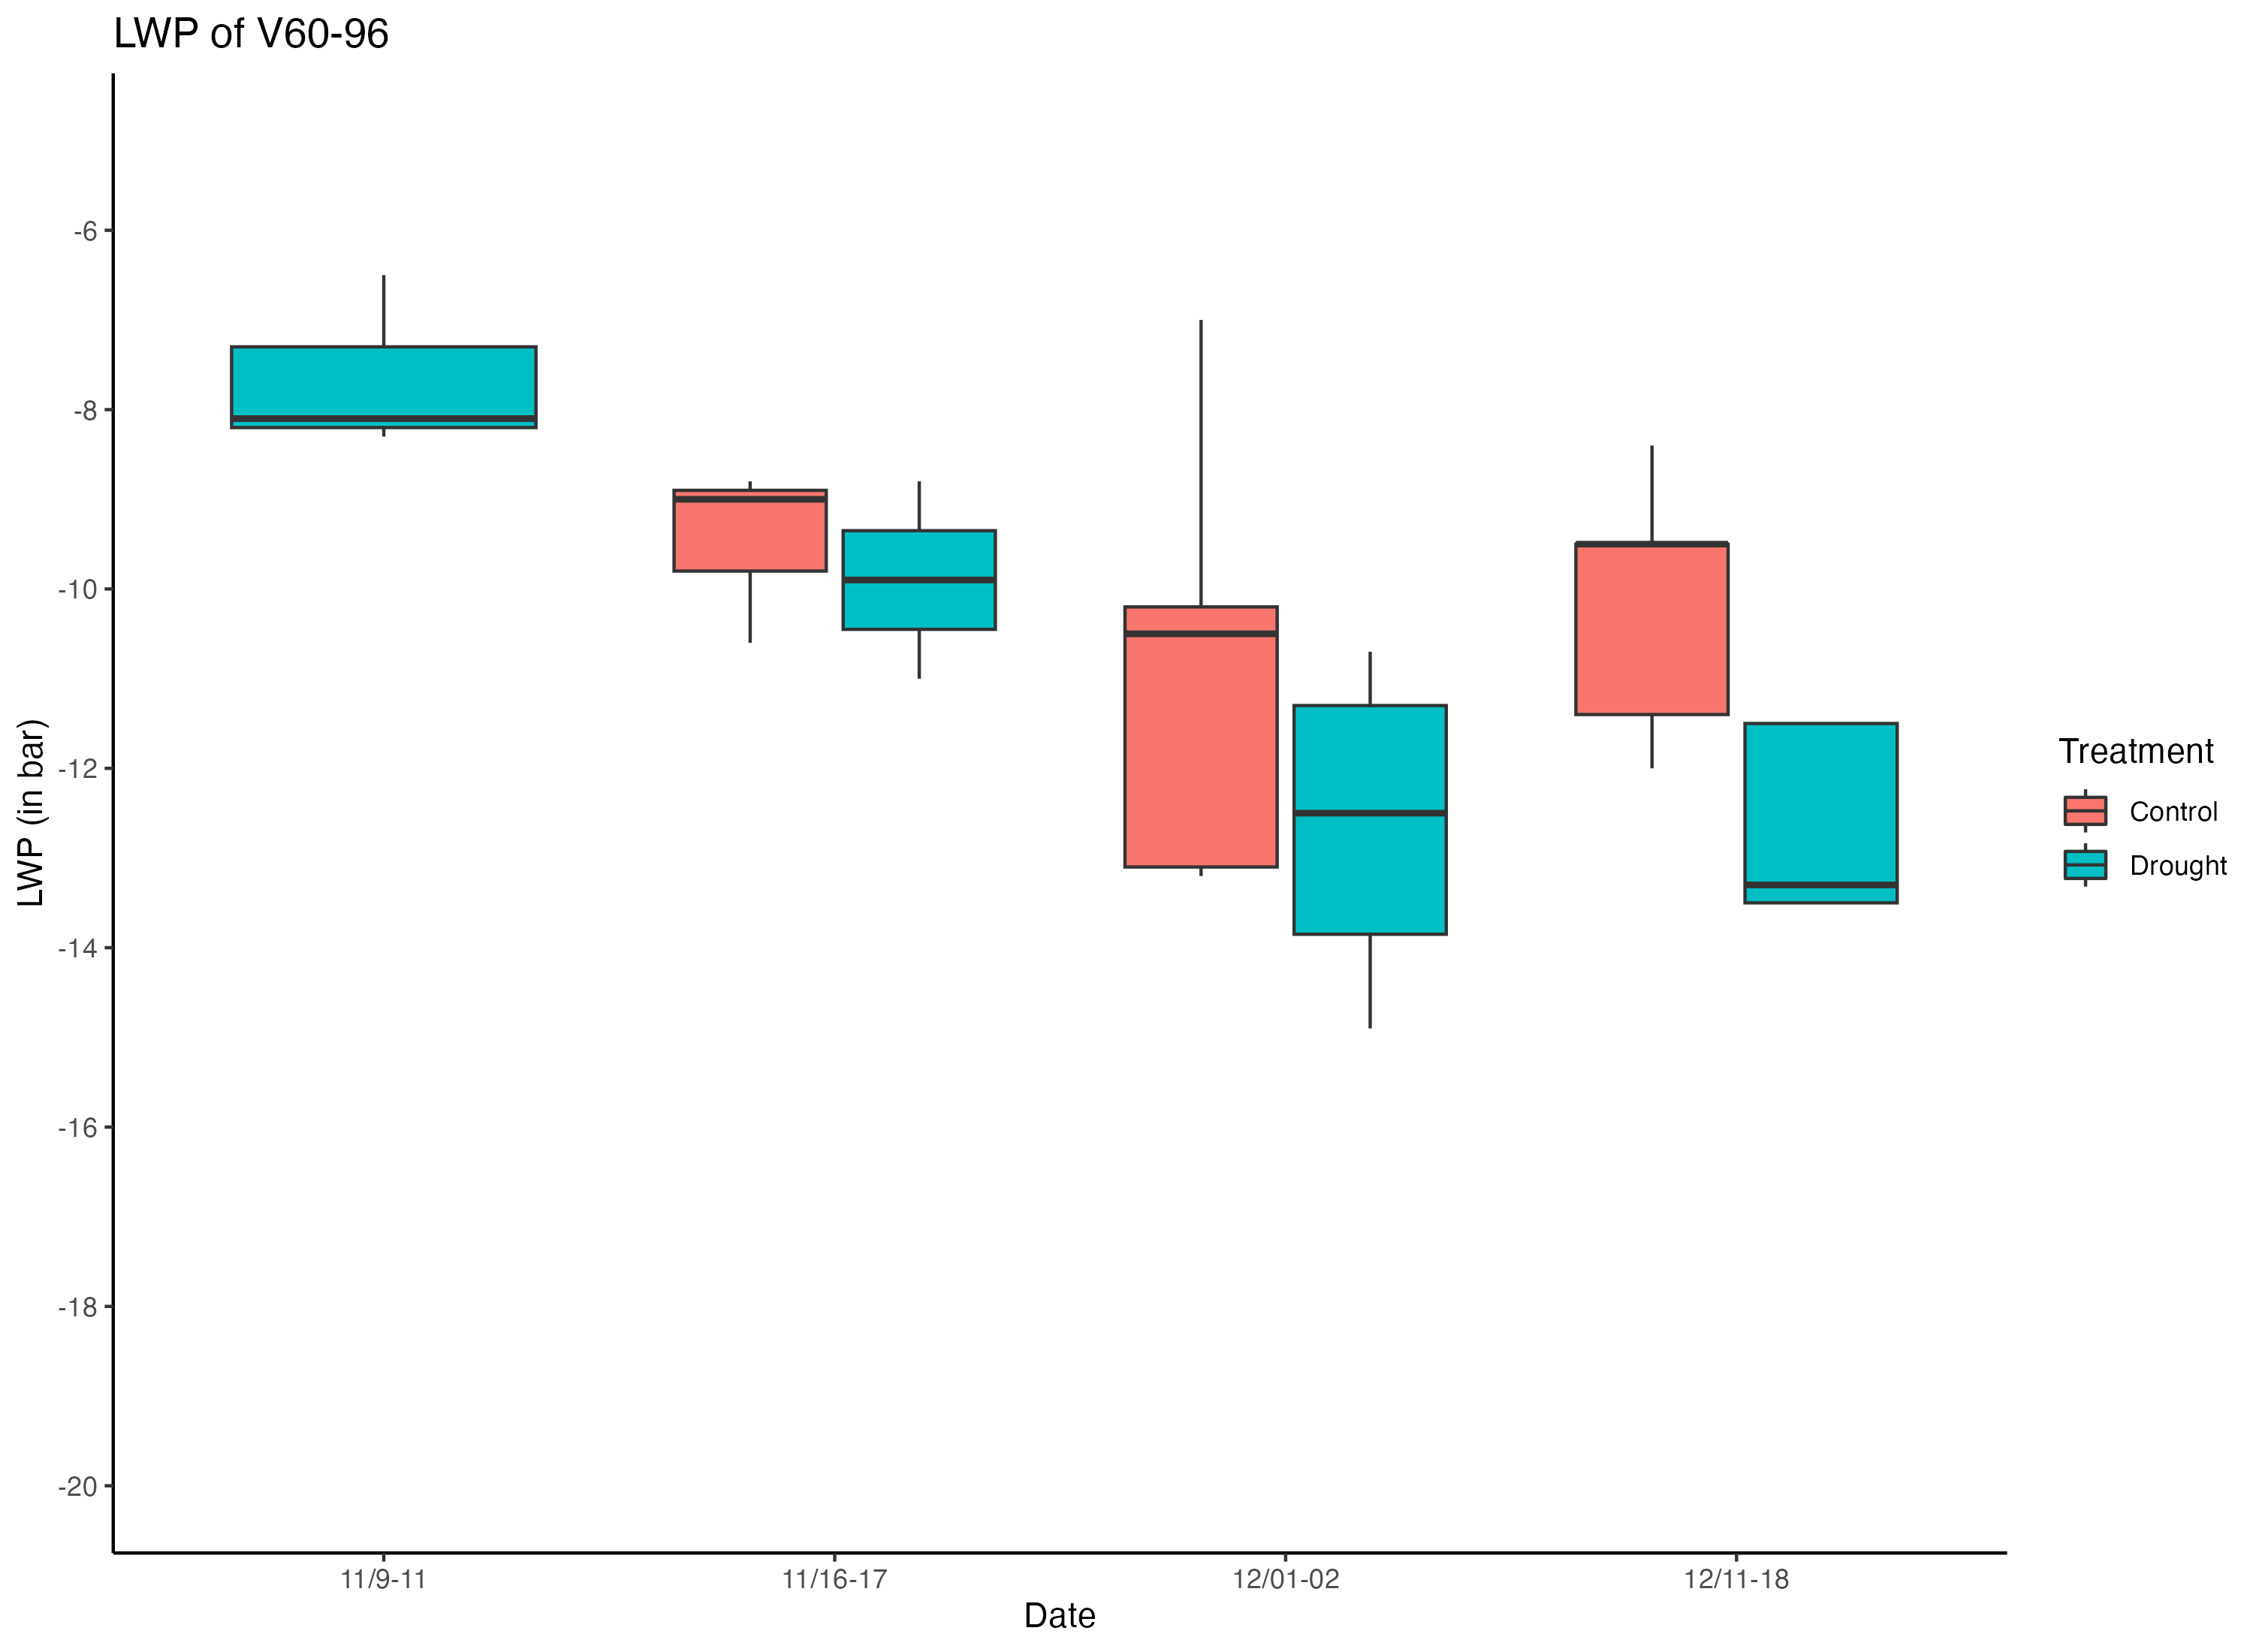 LWP of V60-96
-6
-8
-10
-12
-14
-16
-18
-20
LWP (in bar)
11/9-11
11/16-17
12/01-02
12/11-18
Date
Treatment
Control
Drought